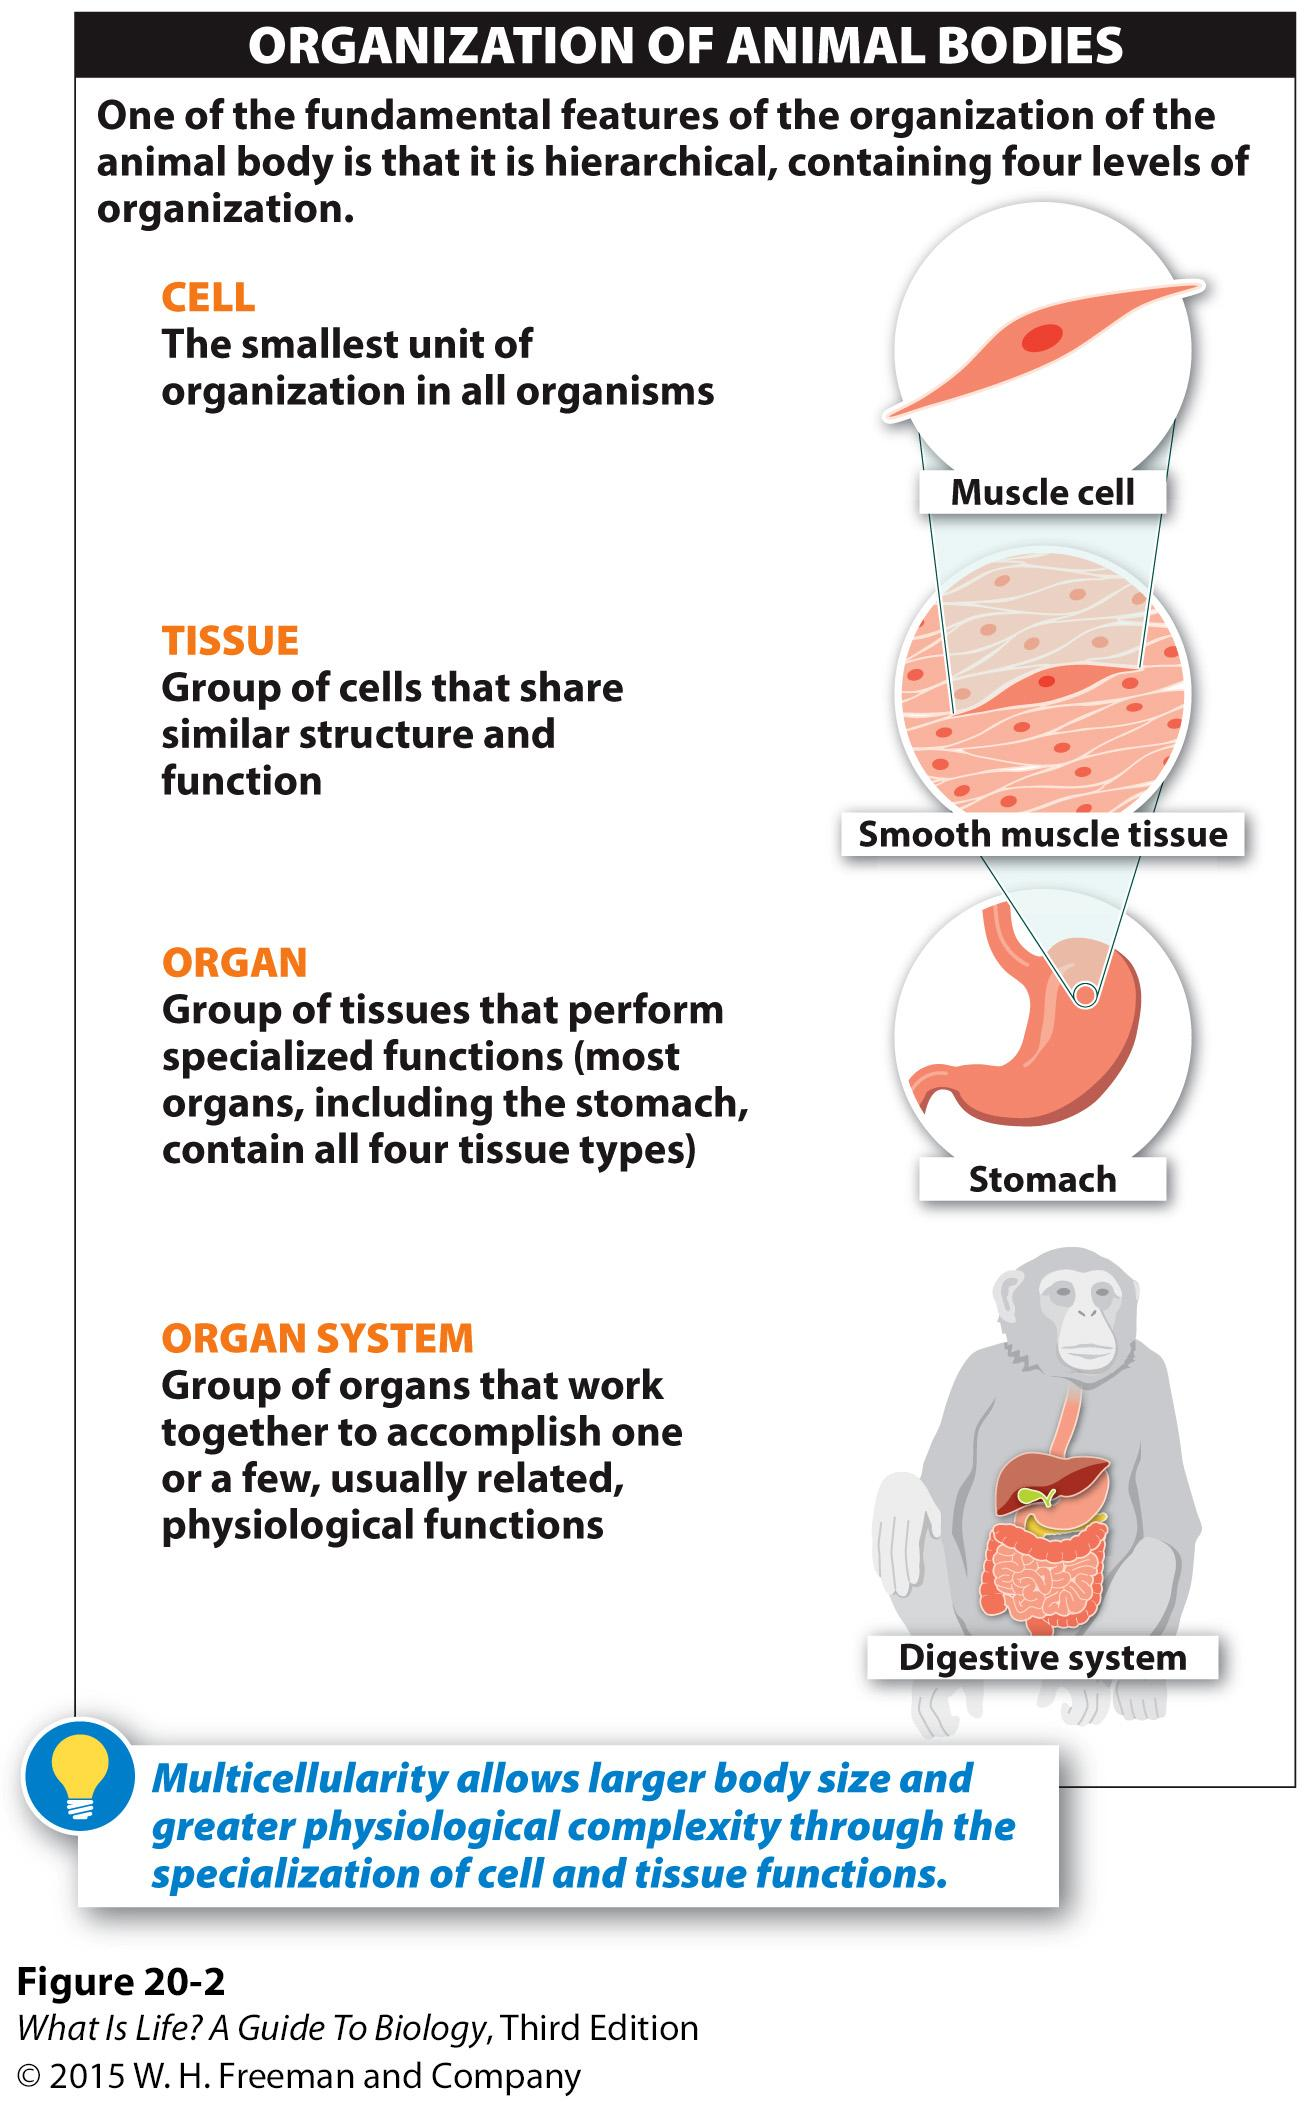 ORGANIZATION OF ANIMAL BODIES
One of the fundamental features of the organization of the
animal body is that it is hierarchical, containing four levels of
organization.
CELL
The smallest unit of
organization in all organisms
Muscle cell
TISSUE
Group of cells that share
similar structure and
function
Smooth muscle tissue
ORGAN
Group of tissues that perform
specialized functions (most
organs, including the stomach,
contain all four tissue types)
Stomach
ORGAN SYSTEM
Group of organs that work
together to accomplish one
or a few, usually related,
physiological functions
Digestive system
Multicellularity allows larger body size and
greater physiological complexity through the
specialization of cell and tissue functions.
Figure 20-2
What Is Life? A Guide To Biology, Third Edition
© 2015 W. H. Freeman and Company